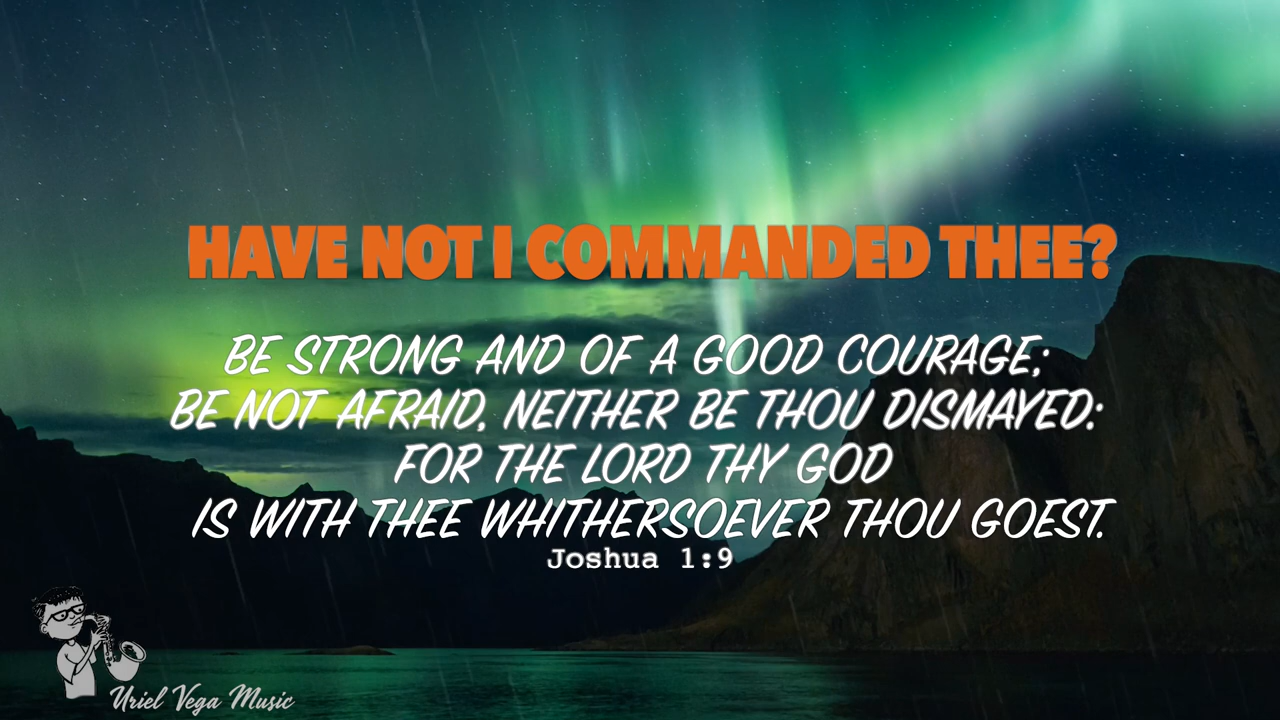 HAVE NOT I COMMANDED THEE?
BE STRONG AND OF A GOOD COURAGE;
BE NOT AFRAID, NEITHER BE THOU DISMAYED:
FOR THE LORD THY GOD
IS WITH THEE WHITHERSOEVER THOU GOEST.
Joshua 1:9
Uriel Vega Music